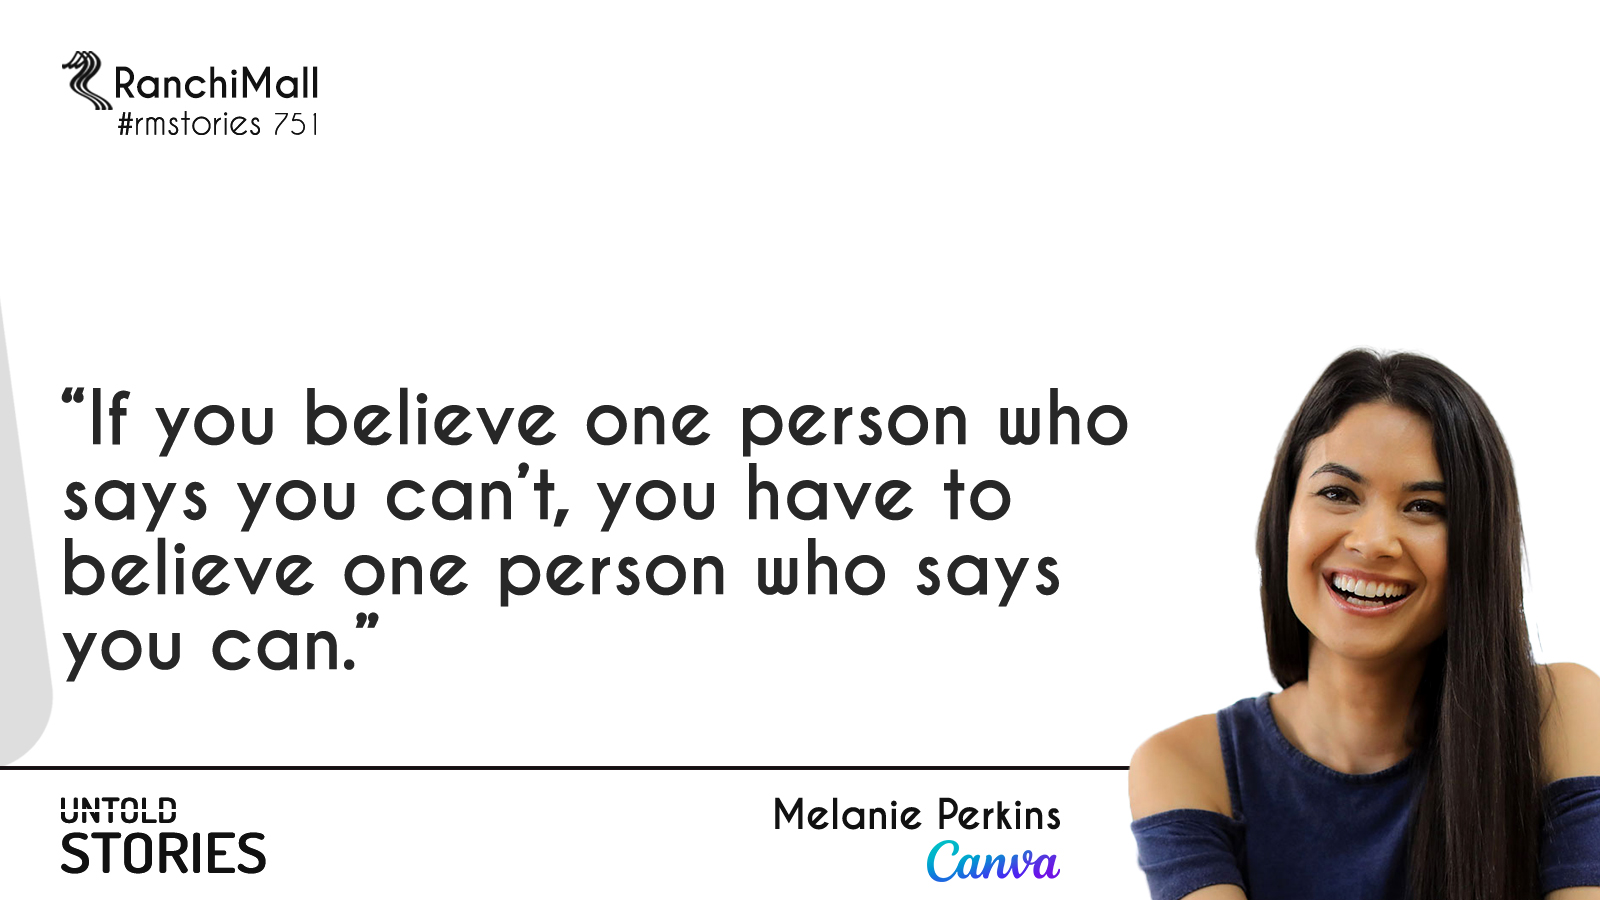 RanchiMall
#rmstories 751
“If you believe one person who
says you can’t, you have to
believe one person who says
you can.”
UNTOLD
STORIES
Melanie Perkins
Canva